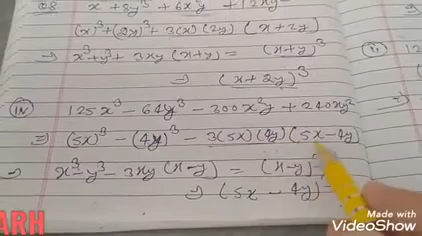 Q8 x³ + 8y³ + 6x²y + 12xy²
(x)³ + (2y)³ + 3(x)(2y) (x + 2y)
→ x³ + y³ + 3xy (x+y) = (x+y)³
⇒ (x + 2y)³
(iv) 125x³ - 64y³ - 300x²y + 240xy²
⇒ (5x)³ - (4y)³ - 3(5x)(4y) (5x - 4y)
→ x³ - y³ - 3xy (x-y) = (x-y)
⇒ (5x - 4y)
ARH
Made with
VideoShow